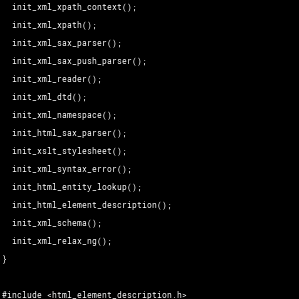 init_xml_xpath_context();
init_xml_xpath();
init_xml_sax_parser();
init_xml_sax_push_parser();
init_xml_reader();
init_xml_dtd();
init_xml_namespace();
init_html_sax_parser();
init_xslt_stylesheet();
init_xml_syntax_error();
init_html_entity_lookup();
init_html_element_description();
init_xml_schema();
init_xml_relax_ng();
}
#include <html_element_description.h>